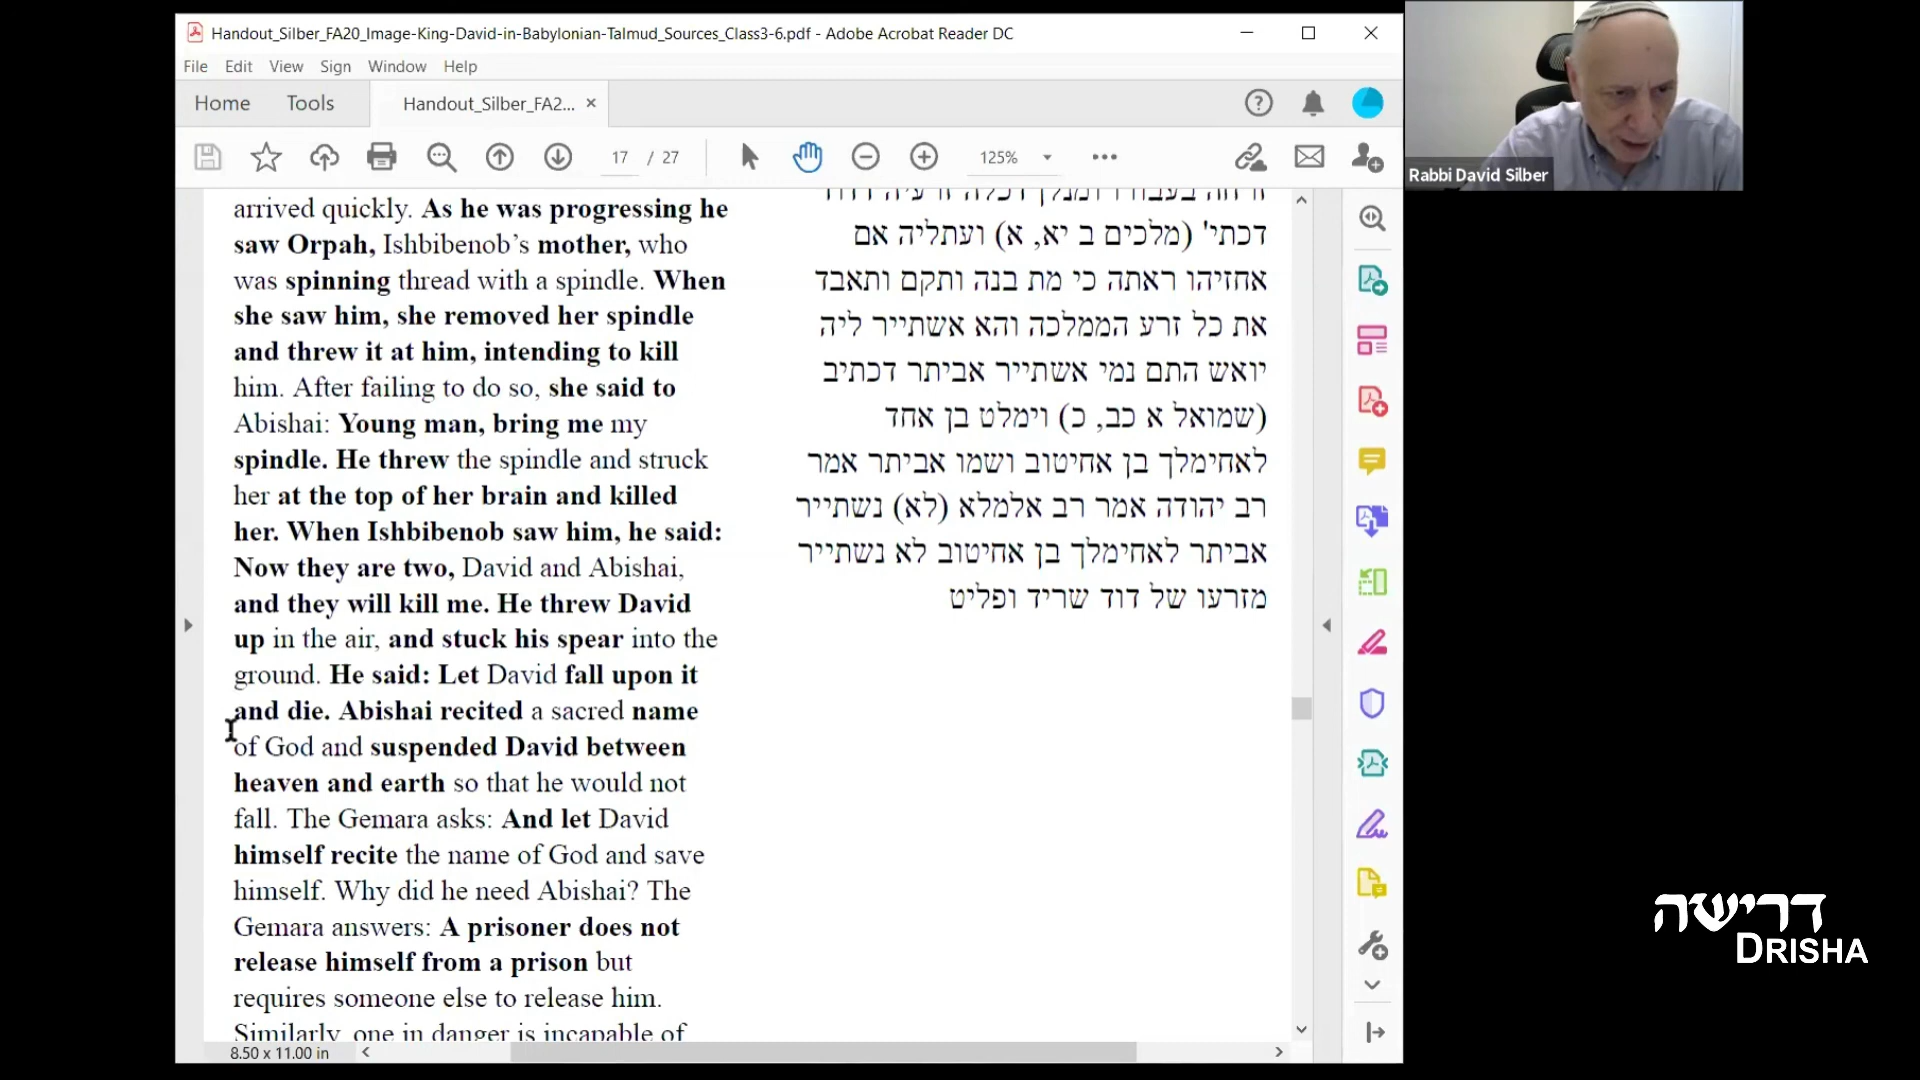 Handout_Silber_FA20_Image-King-David-in-Babylonian-Talmud_Sources_Class3-6.pdf - Adobe Acrobat Reader DC
File Edit View Sign Window Help
Home Tools Handout_Silber_FA2... ×
17 / 27 125%
arrived quickly. As he was progressing he
saw Orpah, Ishbibenob’s mother, who
was spinning thread with a spindle. When
she saw him, she removed her spindle
and threw it at him, intending to kill
him. After failing to do so, she said to
Abishai: Young man, bring me my
spindle. He threw the spindle and struck
her at the top of her brain and killed
her. When Ishbibenob saw him, he said:
Now they are two, David and Abishai,
and they will kill me. He threw David
up in the air, and stuck his spear into the
ground. He said: Let David fall upon it
and die. Abishai recited a sacred name
of God and suspended David between
heaven and earth so that he would not
fall. The Gemara asks: And let David
himself recite the name of God and save
himself. Why did he need Abishai? The
Gemara answers: A prisoner does not
release himself from a prison but
requires someone else to release him.
Similarly, one in danger is incapable of
דכתי' (מלכים ב יא, א) ועתליה אם
אחזיהו ראתה כי מת בנה ותקם ותאבד
את כל זרע הממלכה והא אשתייר ליה
יואש התם נמי אשתייר אביתר דכתיב
(שמואל א כב, כ) וימלט בן אחד
לאחימלך בן אחיטוב ושמו אביתר אמר
רב יהודה אמר רב אלמלא (לא) נשתייר
אביתר לאחימלך בן אחיטוב לא נשתייר
מזרעו של דוד שריד ופליט
8.50 x 11.00 in
Rabbi David Silber
דרישה
DRISHA